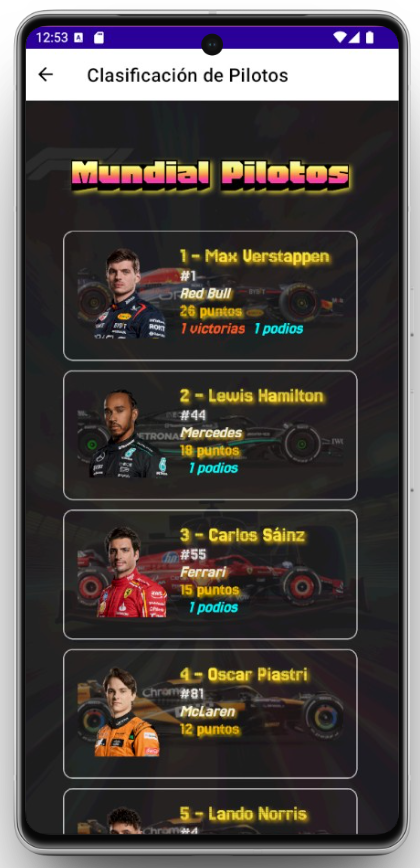 12:53
Clasificación de Pilotos
Mundial Pilotos
1 - Max Verstappen
#1
Red Bull
26 puntos
1 victorias 1 podios
2 - Lewis Hamilton
#44
Mercedes
18 puntos
1 podios
3 - Carlos Sáinz
#55
Ferrari
15 puntos
1 podios
4 - Oscar Piastri
#81
McLaren
12 puntos
5 - Lando Norris
#4